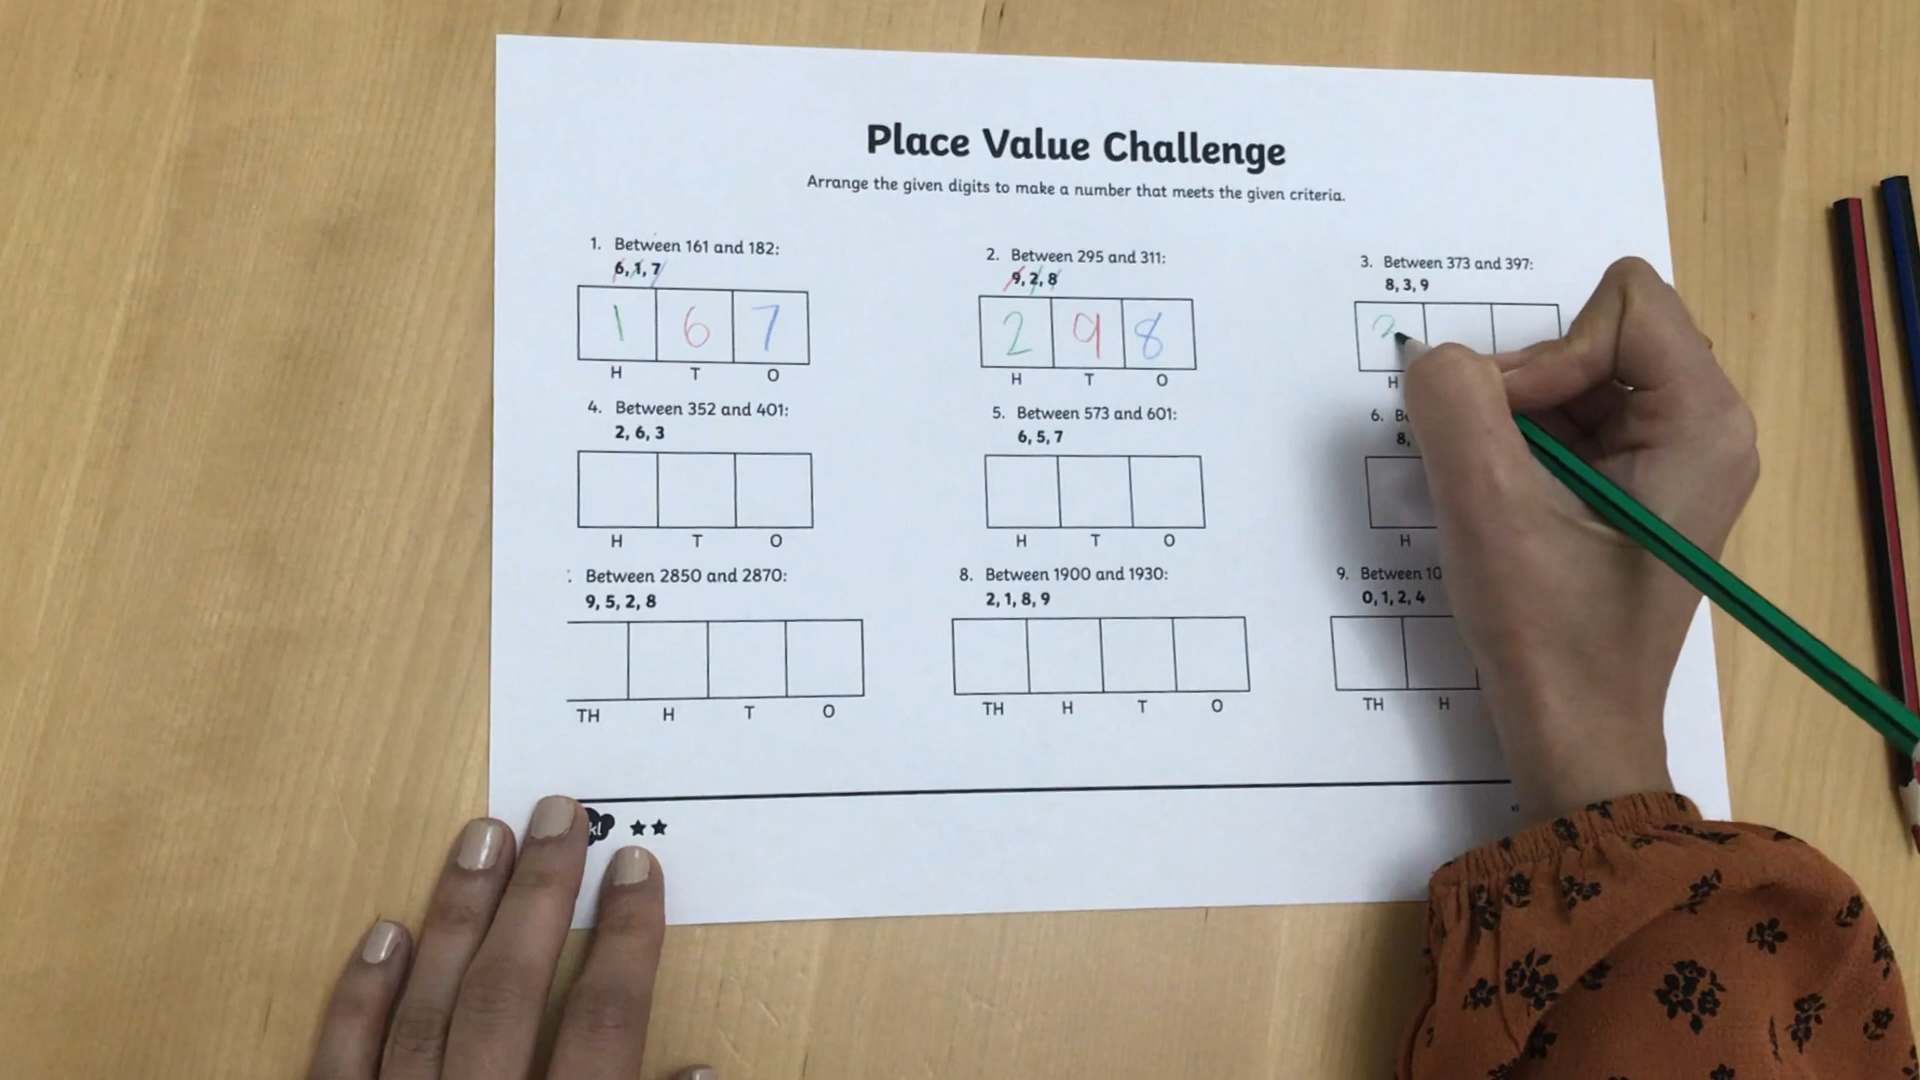 Place Value Challenge
Arrange the given digits to make a number that meets the given criteria.
1. Between 161 and 182:
6, 1, 7
1 6 7
H T O
2. Between 295 and 311:
9, 2, 8
2 9 8
H T O
3. Between 373 and 397:
8, 3, 9
H
4. Between 352 and 401:
2, 6, 3
H T O
5. Between 573 and 601:
6, 5, 7
H T O
6.
8,
H
Between 2850 and 2870:
9, 5, 2, 8
TH H T O
8. Between 1900 and 1930:
2, 1, 8, 9
TH H T O
9. Between 10
0, 1, 2, 4
TH H